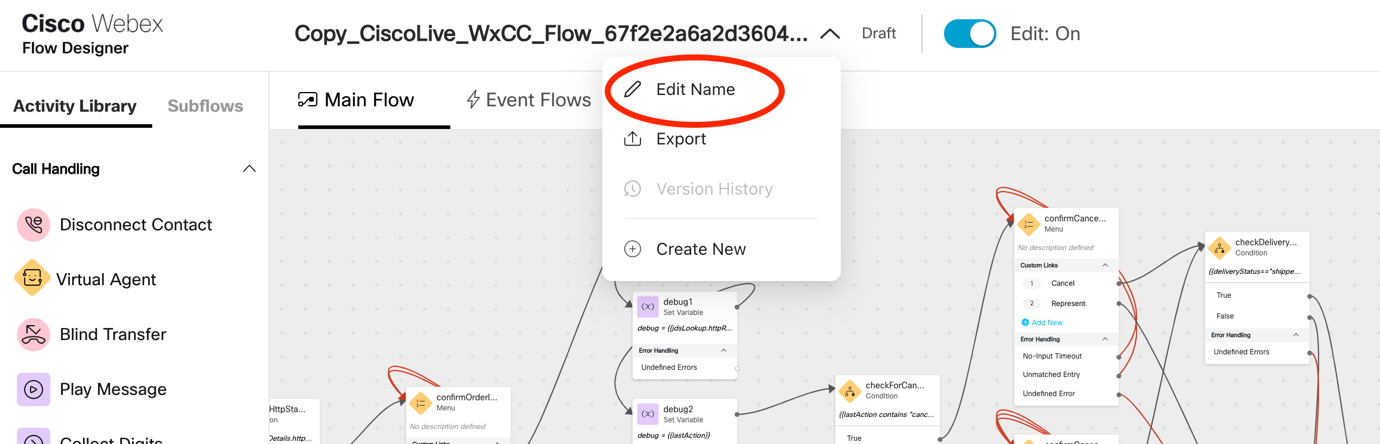 Cisco Webex
Flow Designer
Copy_CiscoLive_WxCC_Flow_67f2e2a6a2d3604...
Draft
Edit: On
Activity Library
Subflows
Main Flow
Event Flows
Edit Name
Export
Version History
Create New
Call Handling
Disconnect Contact
Virtual Agent
Blind Transfer
Play Message
Collect Digits
HttpSta...
on
Details.http...
confirmOrderI...
Menu
No description defined
Custom Links
debug1
Set Variable
debug = {{jdsLookup.httpR...
Error Handling
Undefined Errors
debug2
Set Variable
debug = {{lastAction}}
checkForCan...
Condition
{{lastAction contains "canc...
True
confirmCance...
Menu
No description defined
Custom Links
1 Cancel
2 Represent.
Add New
Error Handling
No-Input Timeout
Unmatched Entry
Undefined Error
confirmCance...
checkDelivery...
Condition
{{deliveryStatus=="shippe...
True
False
Error Handling
Undefined Errors